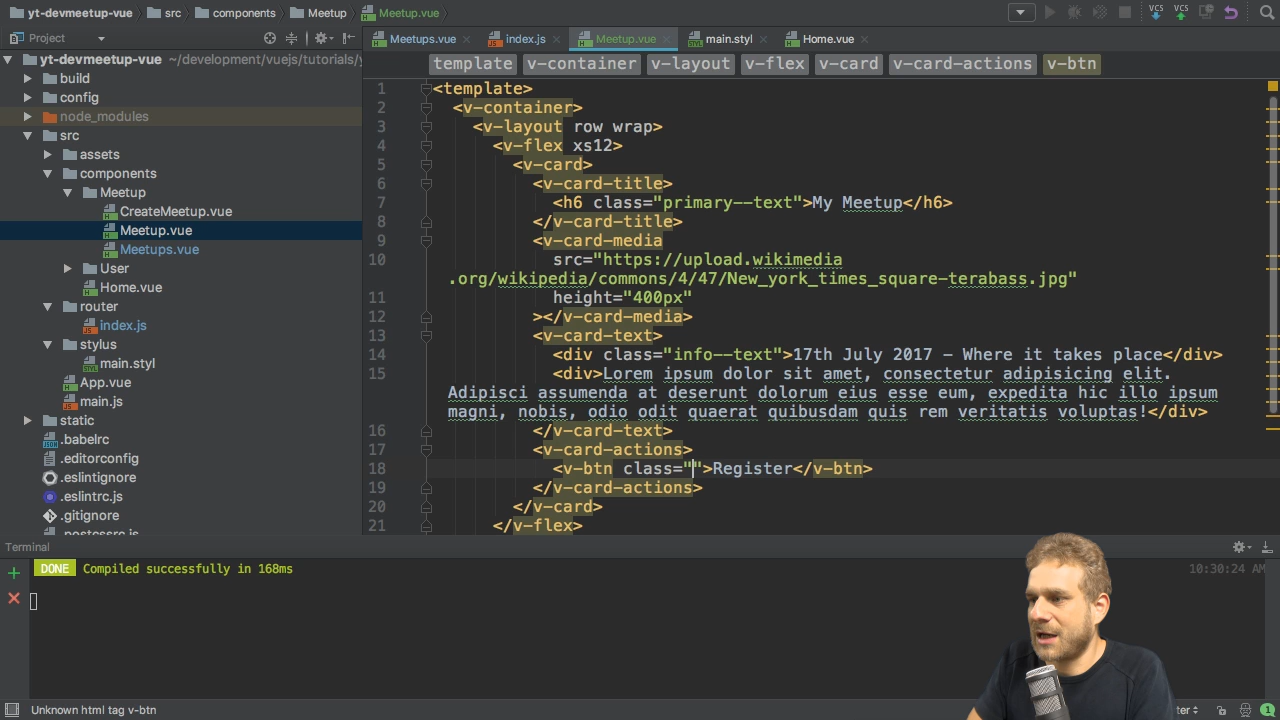 yt-devmeetup-vue src components Meetup Meetup.vue
VCS VCS
Project
Meetups.vue index.js Meetup.vue main.styl Home.vue
yt-devmeetup-vue ~/development/vuejs/tutorials/y
build
config
node_modules
src
assets
components
Meetup
CreateMeetup.vue
Meetup.vue
Meetups.vue
User
Home.vue
router
index.js
stylus
main.styl
App.vue
main.js
static
.babelrc
.editorconfig
.eslintignore
.eslintrc.js
.gitignore
.postcssrc.js
template v-container v-layout v-flex v-card v-card-actions v-btn
1 <template>
2 <v-container>
3 <v-layout row wrap>
4 <v-flex xs12>
5 <v-card>
6 <v-card-title>
7 <h6 class="primary--text">My Meetup</h6>
8 </v-card-title>
9 <v-card-media
10 src="https://upload.wikimedia
.org/wikipedia/commons/4/47/New_york_times_square-terabass.jpg"
11 height="400px"
12 ></v-card-media>
13 <v-card-text>
14 <div class="info--text">17th July 2017 - Where it takes place</div>
15 <div>Lorem ipsum dolor sit amet, consectetur adipisicing elit.
Adipisci assumenda at deserunt dolorum eius esse eum, expedita hic illo ipsum
magni, nobis, odio odit quaerat quibusdam quis rem veritatis voluptas!</div>
16 </v-card-text>
17 <v-card-actions>
18 <v-btn class="">Register</v-btn>
19 </v-card-actions>
20 </v-card>
21 </v-flex>
Terminal
DONE Compiled successfully in 168ms 10:30:24 AM
Unknown html tag v-btn
ter
1